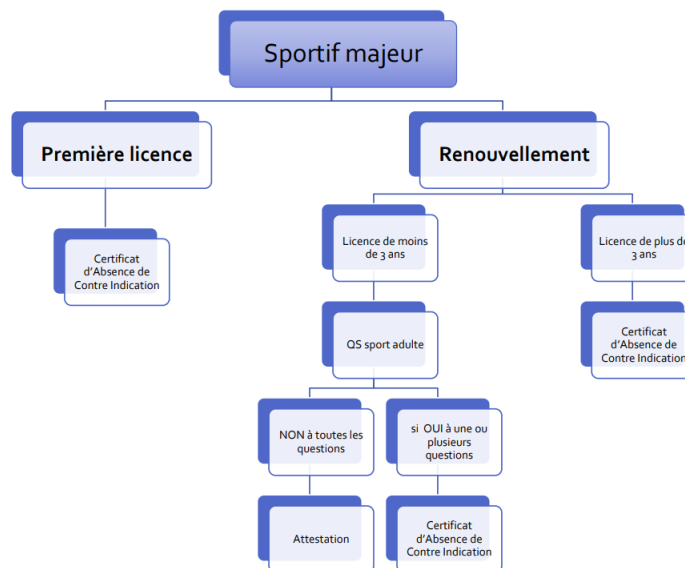 Sportif majeur
Première licence
Renouvellement
Certificat
d'Absence de
Contre Indication
Licence de moins
de 3 ans
Licence de plus de
3 ans
QS sport adulte
Certificat
d'Absence de
Contre Indication
NON à toutes les
questions
si OUI à une ou
plusieurs
questions
Attestation
Certificat
d'Absence de
Contre Indication